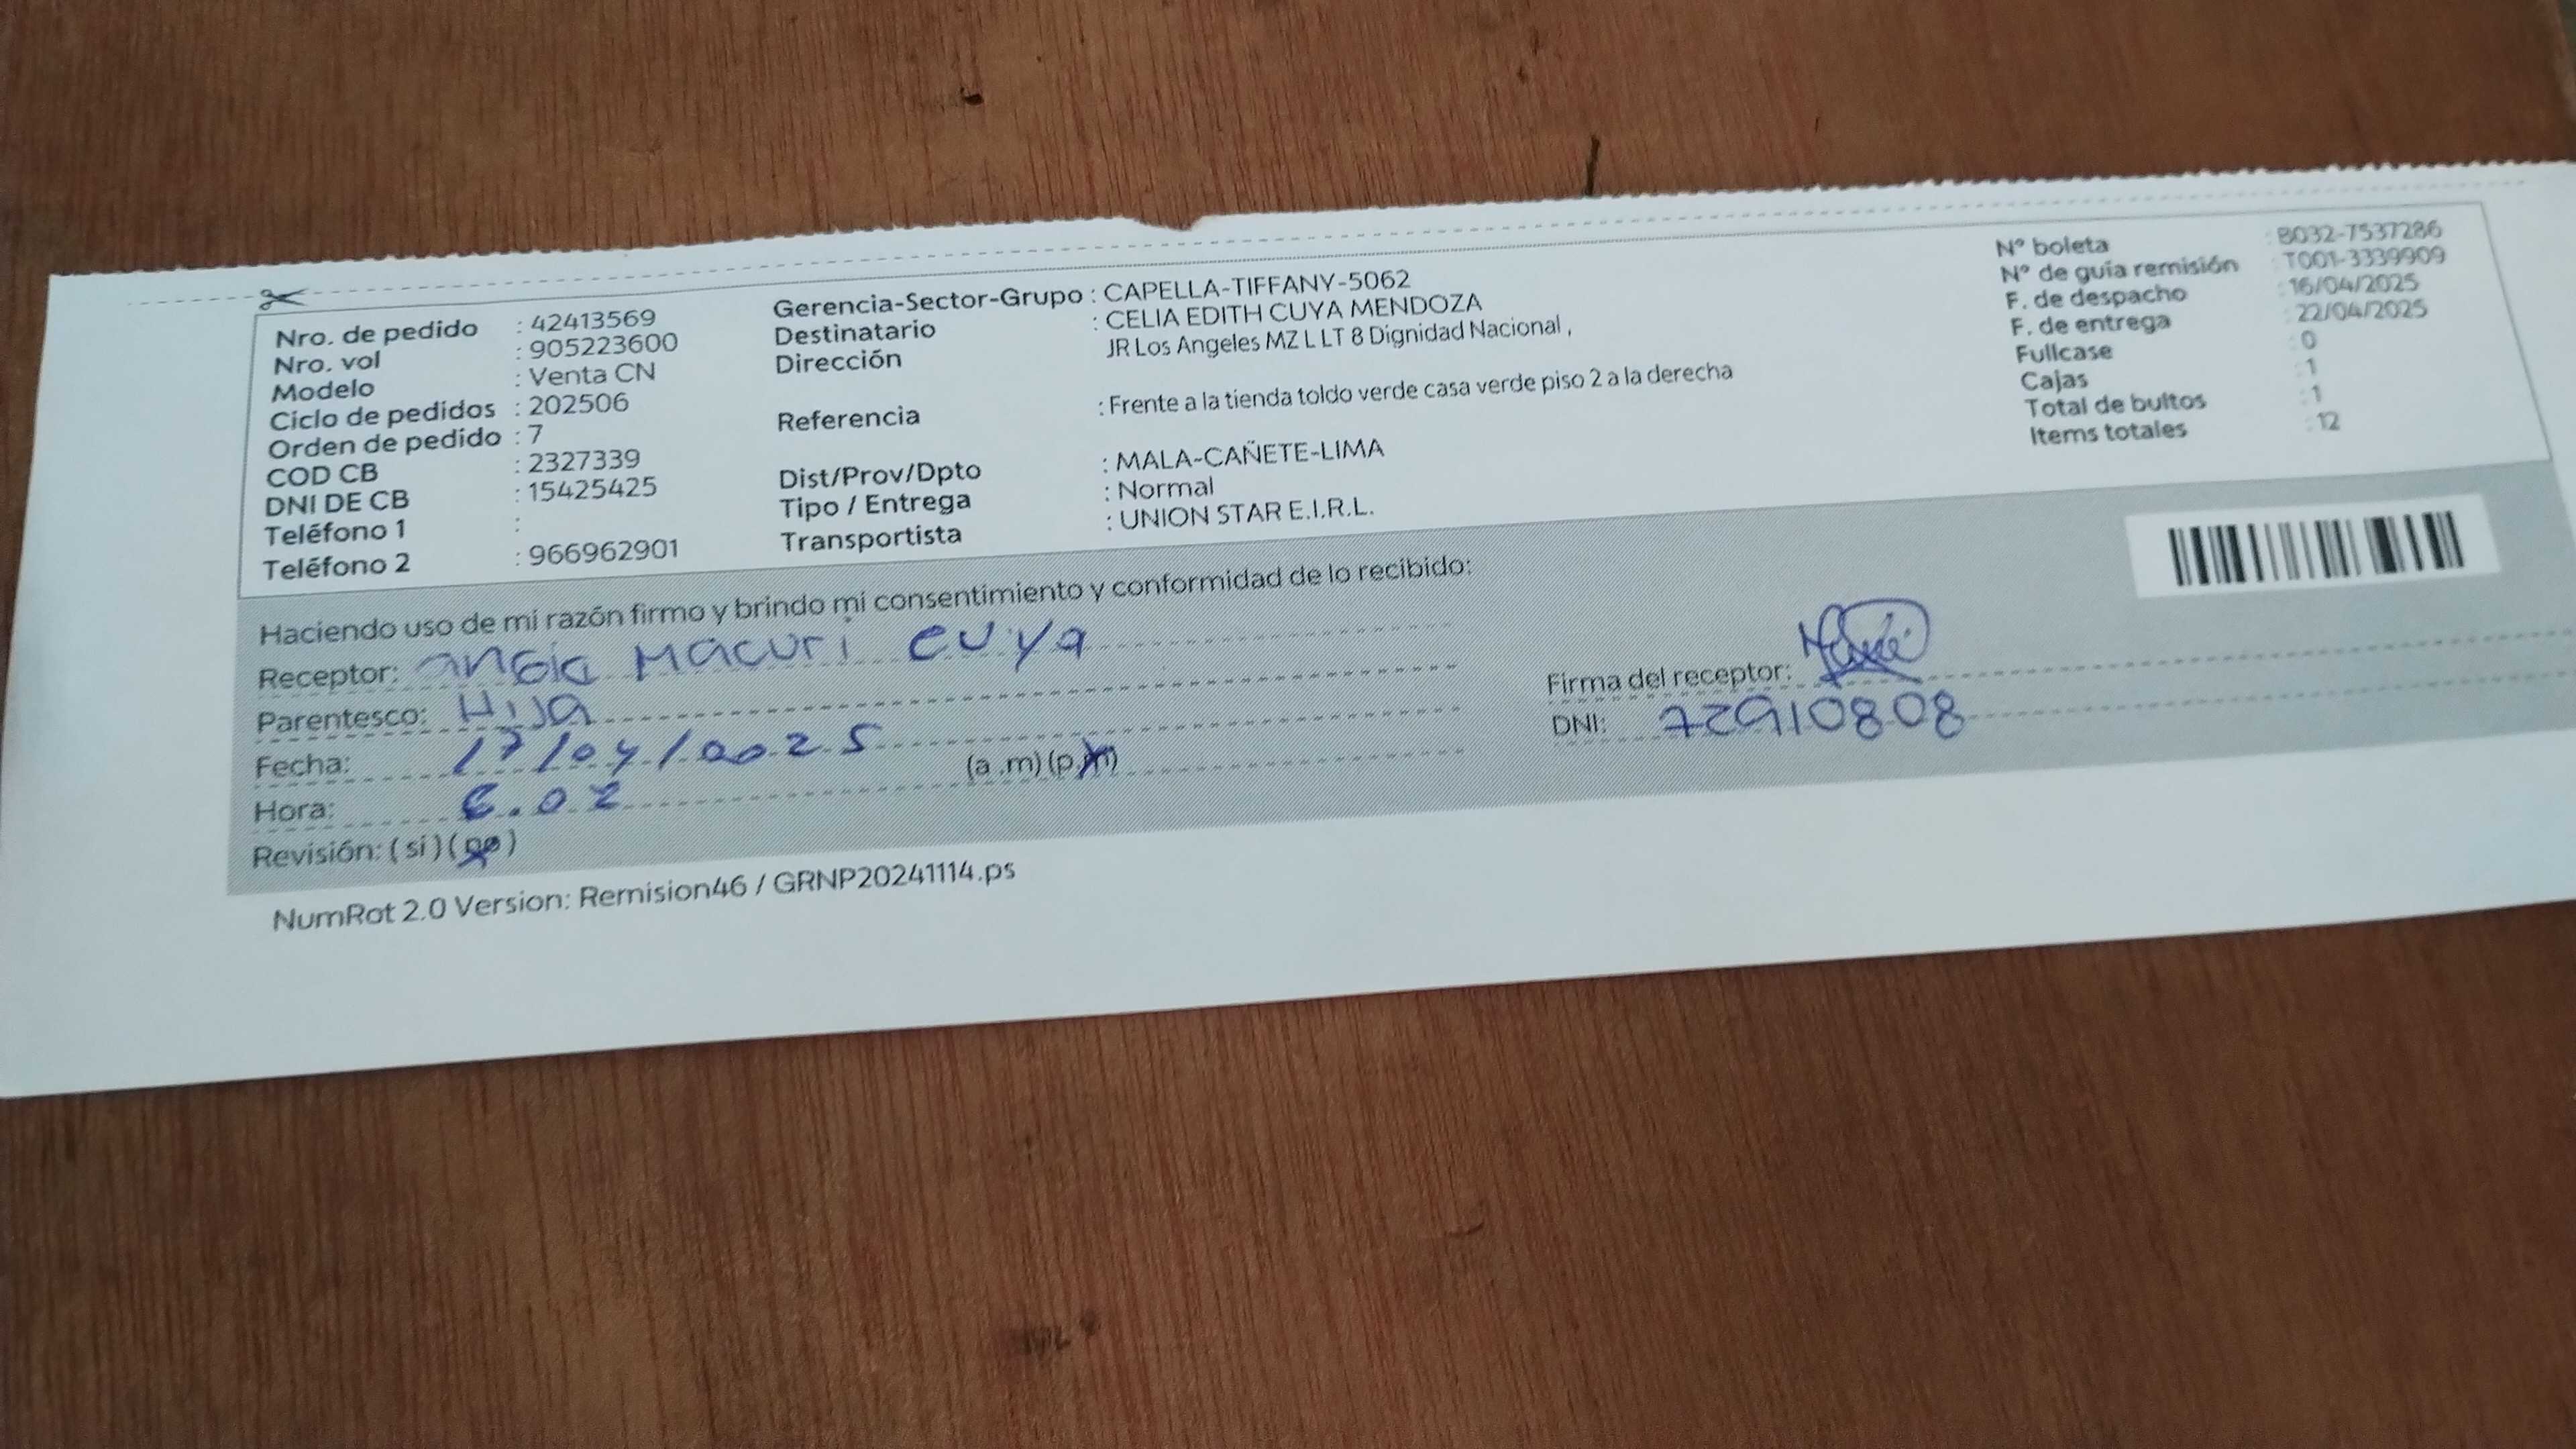 Nro. de pedido : 42413569
Nro. vol : 905223600
Modelo : Venta CN
Ciclo de pedidos : 202506
Orden de pedido : 7
COD CB : 2327339
DNI DE CB : 15425425
Teléfono 1 :
Teléfono 2 : 966962901
Gerencia-Sector-Grupo : CAPELLA-TIFFANY-5062
Destinatario : CELIA EDITH CUYA MENDOZA
Dirección JR Los Angeles MZ L LT 8 Dignidad Nacional ,
Referencia : Frente a la tienda toldo verde casa verde piso 2 a la derecha
Dist/Prov/Dpto : MALA-CAÑETE-LIMA
Tipo / Entrega : Normal
Transportista : UNION STAR E.I.R.L.
N° boleta : B032-7537286
N° de guía remisión : T001-3339909
F. de despacho : 16/04/2025
F. de entrega : 22/04/2025
Fullcase : 0
Cajas : 1
Total de bultos : 1
Items totales : 12
Haciendo uso de mi razón firmo y brindo mi consentimiento y conformidad de lo recibido:
Receptor: Macuri cuya
Parentesco: Hija
Fecha: 17/04/2025
Hora: 6.02 (a .m) (p.m)
Revisión: ( si ) ( no )
Firma del receptor:
DNI: 72910808
NumRot 2.0 Version: Remision46 / GRNP20241114.ps